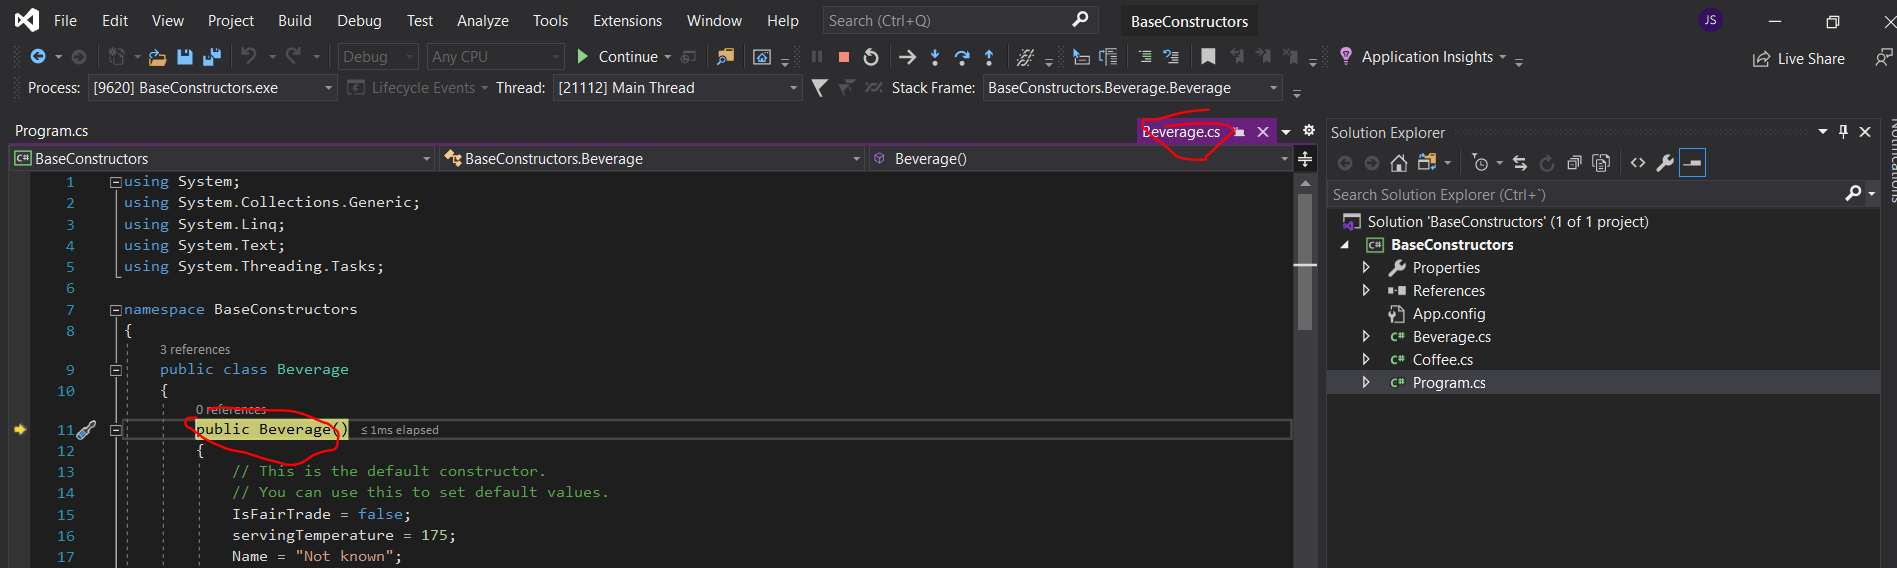 File Edit View Project Build Debug Test Analyze Tools Extensions Window Help Search (Ctrl+Q) BaseConstructors JS
Debug Any CPU Continue Application Insights Live Share
Process: [9620] BaseConstructors.exe Lifecycle Events Thread: [21112] Main Thread Stack Frame: BaseConstructors.Beverage.Beverage
Program.cs Beverage.cs
BaseConstructors BaseConstructors.Beverage Beverage()
1 using System;
2 using System.Collections.Generic;
3 using System.Linq;
4 using System.Text;
5 using System.Threading.Tasks;
6
7 namespace BaseConstructors
8 {
3 references
9 public class Beverage
10 {
0 references
11 public Beverage() ≤ 1ms elapsed
12 {
13 // This is the default constructor.
14 // You can use this to set default values.
15 IsFairTrade = false;
16 servingTemperature = 175;
17 Name = "Not known";
Solution Explorer
Search Solution Explorer (Ctrl+`)
Solution 'BaseConstructors' (1 of 1 project)
C# BaseConstructors
Properties
References
App.config
C# Beverage.cs
C# Coffee.cs
C# Program.cs
Notifications